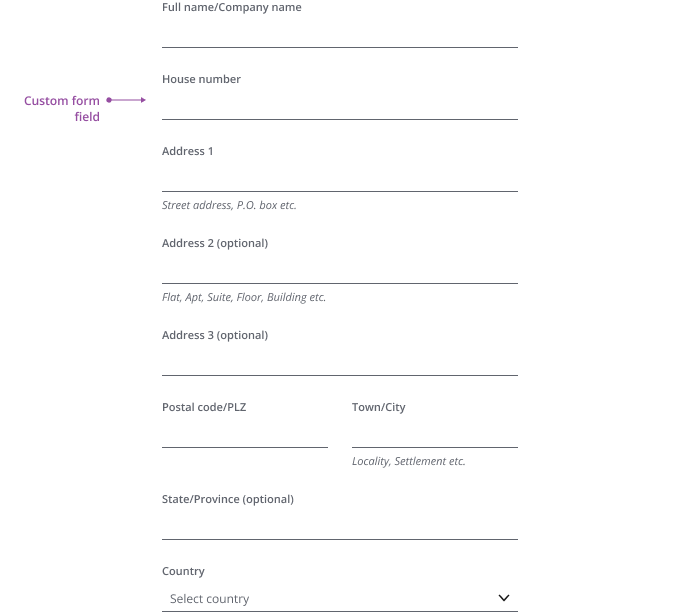 Full name/Company name
House number
Custom form
field
Address 1
Street address, P.O. box etc.
Address 2 (optional)
Flat, Apt, Suite, Floor, Building etc.
Address 3 (optional)
Postal code/PLZ
Town/City
Locality, Settlement etc.
State/Province (optional)
Country
Select country